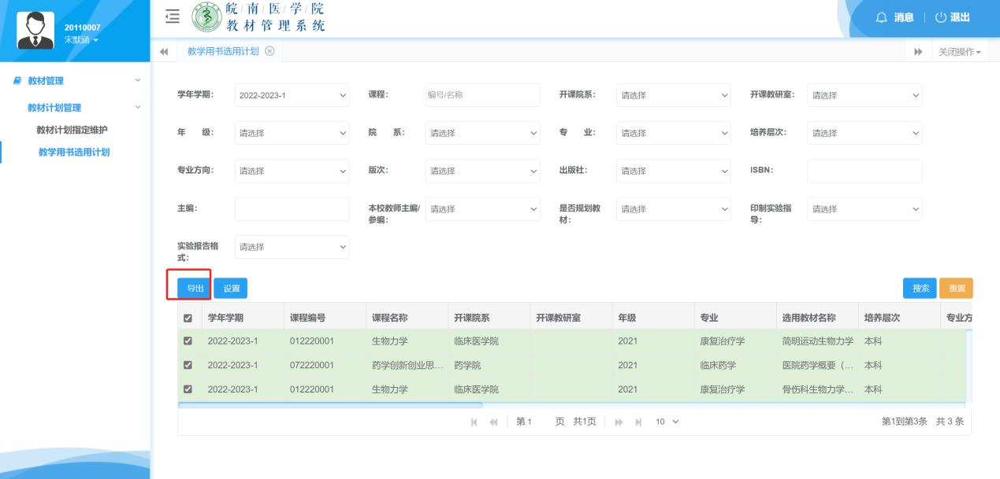 20110007
宋默涵
皖南医学院
教材管理系统
消息
退出
教学用书选用计划
关闭操作
教材管理
教材计划管理
教材计划指定维护
教学用书选用计划
学年学期： 2022-2023-1 课程： 编号/名称 开课院系： 请选择 开课教研室： 请选择
年 级： 请选择 院 系： 请选择 专 业： 请选择 培养层次： 请选择
专业方向： 请选择 版次： 请选择 出版社： 请选择 ISBN：
主编： 本校教师主编/参编： 请选择 是否规划教材： 请选择 印制实验指导： 请选择
实验报告格式： 请选择
导出 设置 搜索 重置
学年学期 课程编号 课程名称 开课院系 开课教研室 年级 专业 选用教材名称 培养层次 专业方
2022-2023-1 012220001 生物力学 临床医学院 2021 康复治疗学 简明运动生物力学 本科
2022-2023-1 072220001 药学创新创业思... 药学院 2021 临床药学 医院药学概要（... 本科
2022-2023-1 012220001 生物力学 临床医学院 2021 康复治疗学 骨伤科生物力学... 本科
第 1 页 共1页 10 第1到第3条 共 3 条